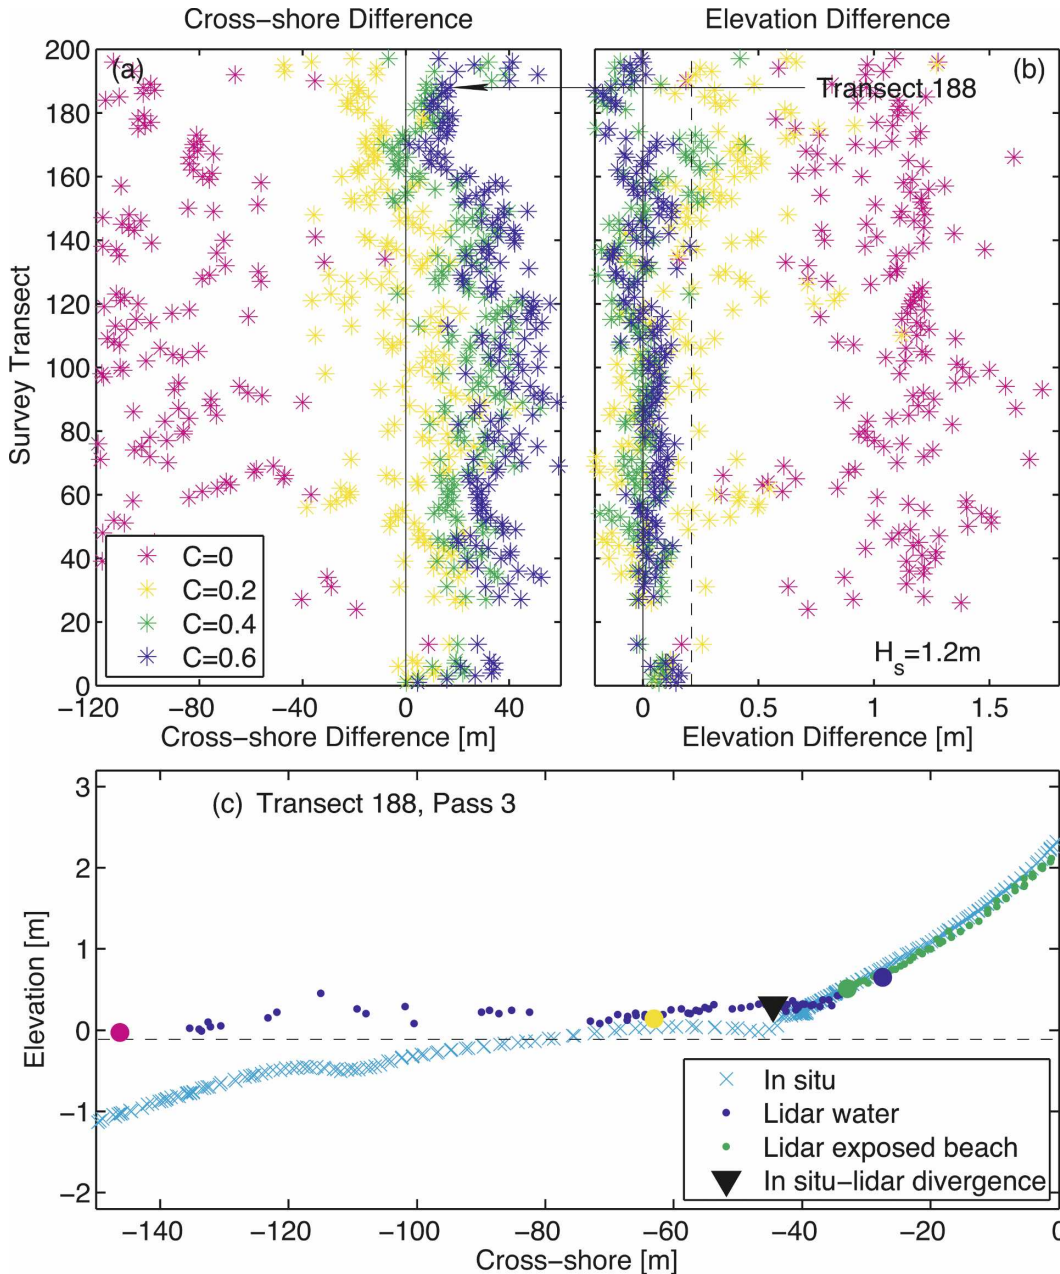 Cross-shore Difference
Elevation Difference
(a)
(b)
Transect 188
200
180
160
140
120
100
80
60
40
20
0
Survey Transect
C=0
C=0.2
C=0.4
C=0.6
H_s=1.2m
-120
-80
-40
0
40
0
0.5
1
1.5
Cross-shore Difference [m]
Elevation Difference [m]
(c) Transect 188, Pass 3
3
2
1
0
-1
-2
Elevation [m]
In situ
Lidar water
Lidar exposed beach
In situ-lidar divergence
-140
-120
-100
-80
-60
-40
-20
0
Cross-shore [m]